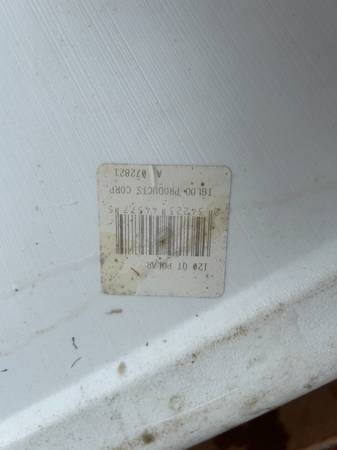 120 QT POLAR
IGLOO PRODUCTS CORP
A 072821